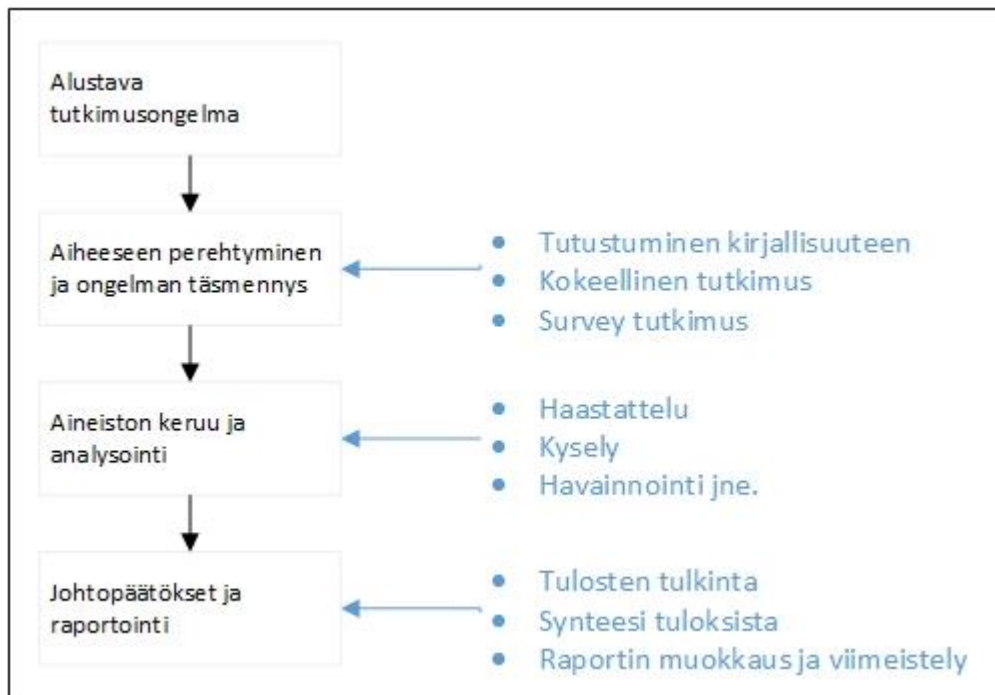 Alustava
tutkimusongelma
Aiheeseen perehtyminen
ja ongelman täsmennys
• Tutustuminen kirjallisuuteen
• Kokeellinen tutkimus
• Survey tutkimus
Aineiston keruu ja
analysointi
• Haastattelu
• Kysely
• Havainnointi jne.
Johtopäätökset ja
raportointi
• Tulosten tulkinta
• Synteesi tuloksista
• Raportin muokkaus ja viimeistely